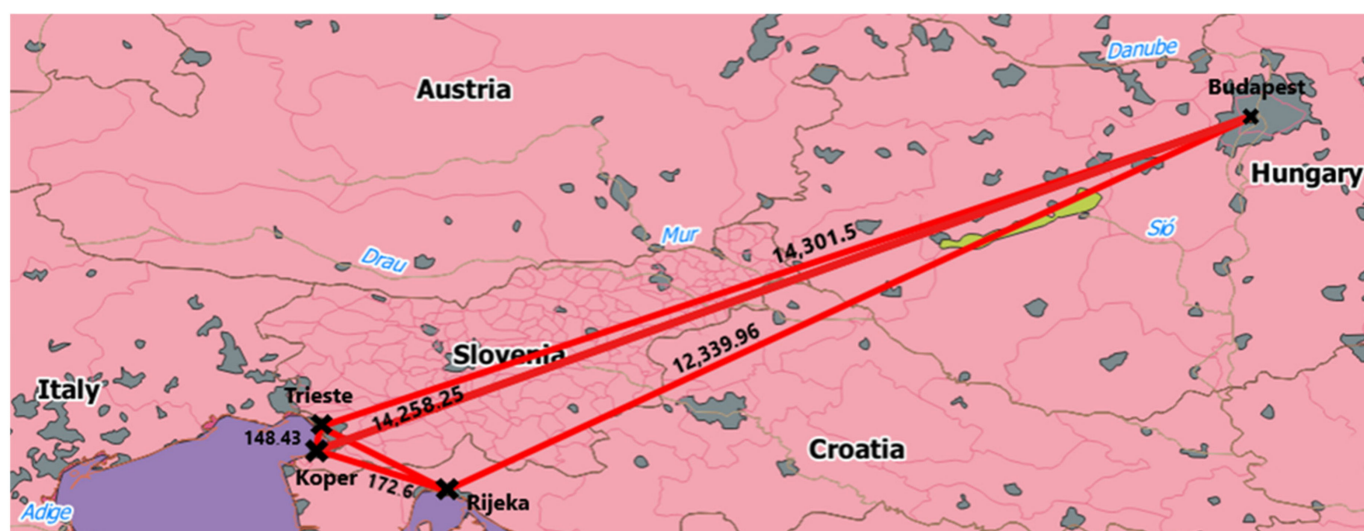 Danube
Budapest
Austria
Hungary
Sió
Mur
14,301.5
Drau
12,339.96
Slovenia
Italy
Trieste
14,258.25
148.43
Croatia
Koper
172.6
Rijeka
Adige